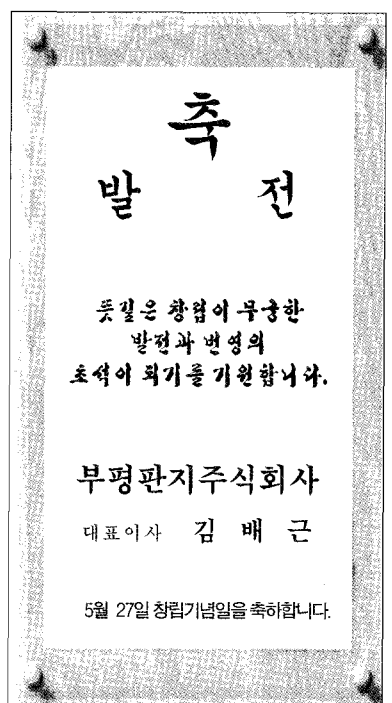 축
발 전
뜻깊은 창립이 무궁한
발전과 번영의
초석이 되기를 기원합니다.
부평판지주식회사
대표이사 김 배 근
5월 27일 창립기념일을 축하합니다.